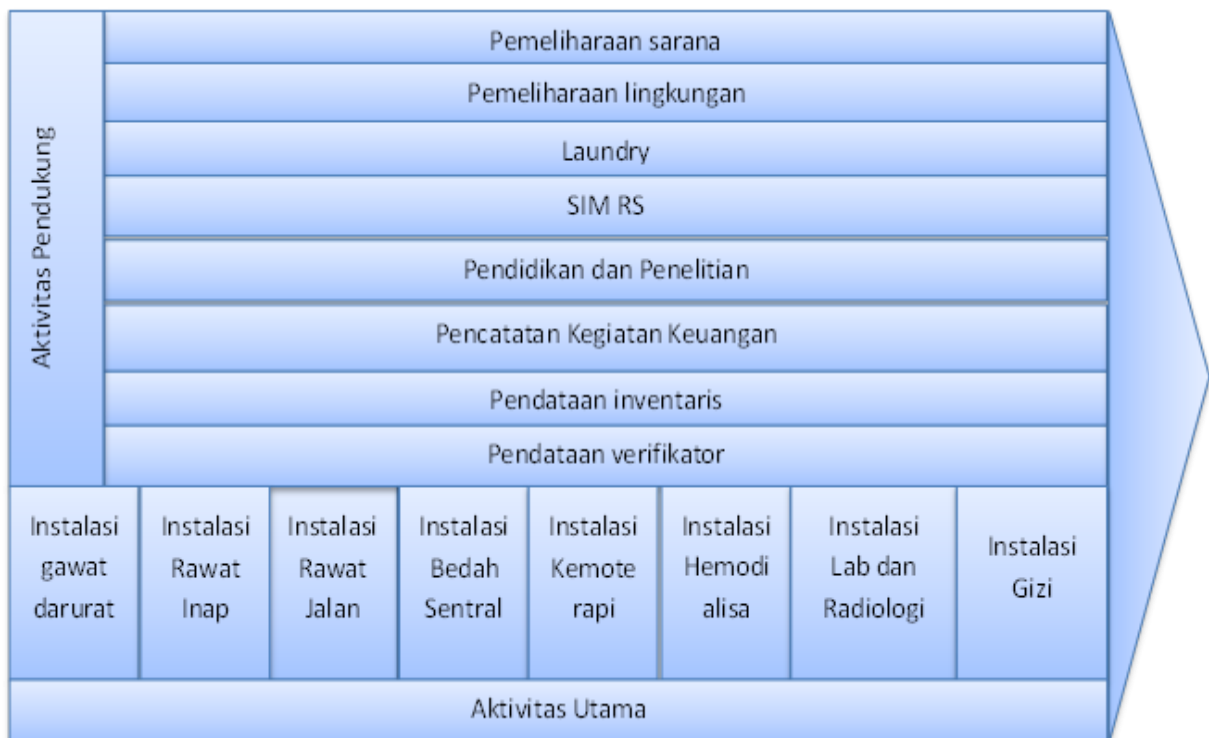 Aktivitas Pendukung
Pemeliharaan sarana
Pemeliharaan lingkungan
Laundry
SIM RS
Pendidikan dan Penelitian
Pencatatan Kegiatan Keuangan
Pendataan inventaris
Pendataan verifikator
Instalasi
gawat
darurat
Instalasi
Rawat
Inap
Instalasi
Rawat
Jalan
Instalasi
Bedah
Sentral
Instalasi
Kemote
rapi
Instalasi
Hemodi
alisa
Instalasi
Lab dan
Radiologi
Instalasi
Gizi
Aktivitas Utama